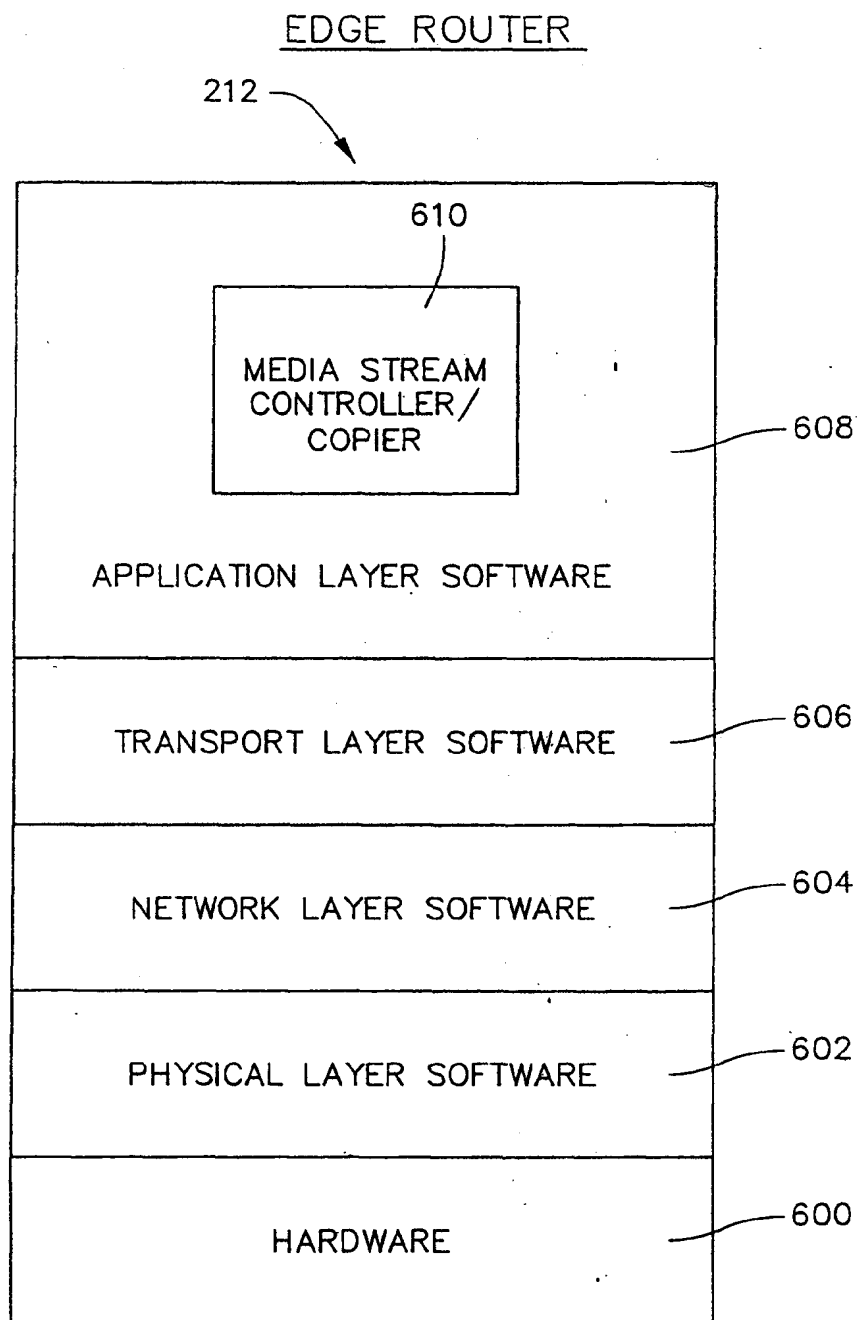 EDGE ROUTER
212
610
MEDIA STREAM
CONTROLLER/
COPIER
608
APPLICATION LAYER SOFTWARE
606
TRANSPORT LAYER SOFTWARE
604
NETWORK LAYER SOFTWARE
602
PHYSICAL LAYER SOFTWARE
600
HARDWARE